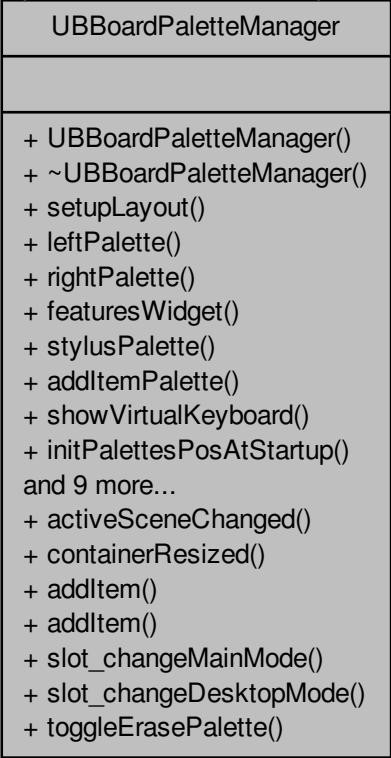 UBBoardPaletteManager
+ UBBoardPaletteManager()
+ ~UBBoardPaletteManager()
+ setupLayout()
+ leftPalette()
+ rightPalette()
+ featuresWidget()
+ stylusPalette()
+ addItemPalette()
+ showVirtualKeyboard()
+ initPalettesPosAtStartup()
and 9 more...
+ activeSceneChanged()
+ containerResized()
+ addItem()
+ addItem()
+ slot_changeMainMode()
+ slot_changeDesktopMode()
+ toggleErasePalette()